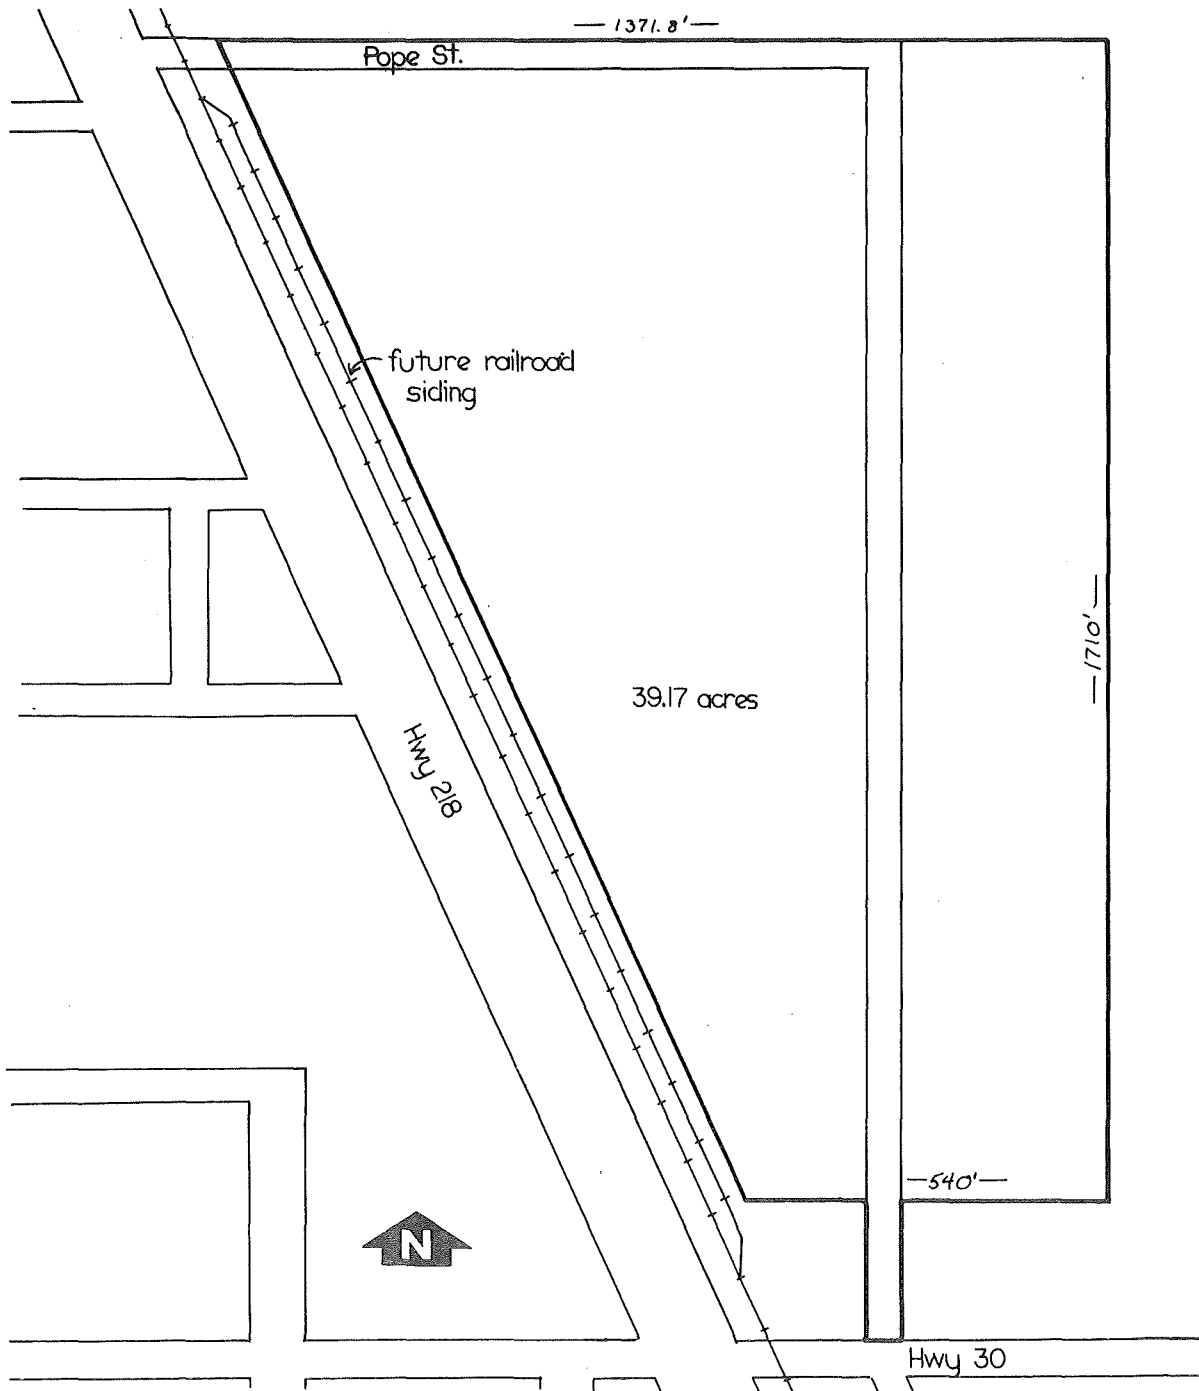 — 1371.8' —
Pope St.
future railroad
siding
— 1710' —
39.17 acres
Hwy 218
— 540' —
N
Hwy 30